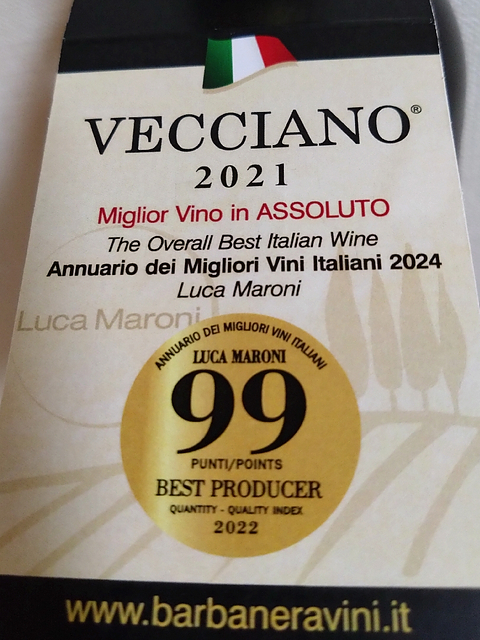 VECCIANO®
2021
Miglior Vino in ASSOLUTO
The Overall Best Italian Wine
Annuario dei Migliori Vini Italiani 2024
Luca Maroni
Luca Maroni
ANNUARIO DEI MIGLIORI VINI ITALIANI
LUCA MARONI
99
PUNTI/POINTS
BEST PRODUCER
QUANTITY - QUALITY INDEX
2022
www.barbaneravini.it